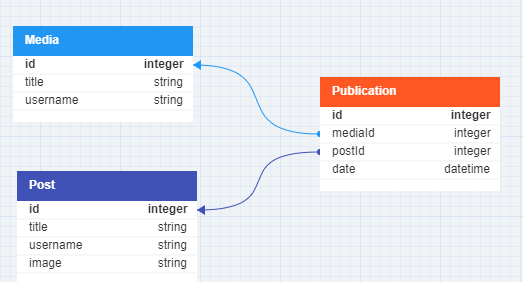 Media
id integer
title string
username string
Publication
id integer
mediaId integer
postId integer
date datetime
Post
id integer
title string
username string
image string